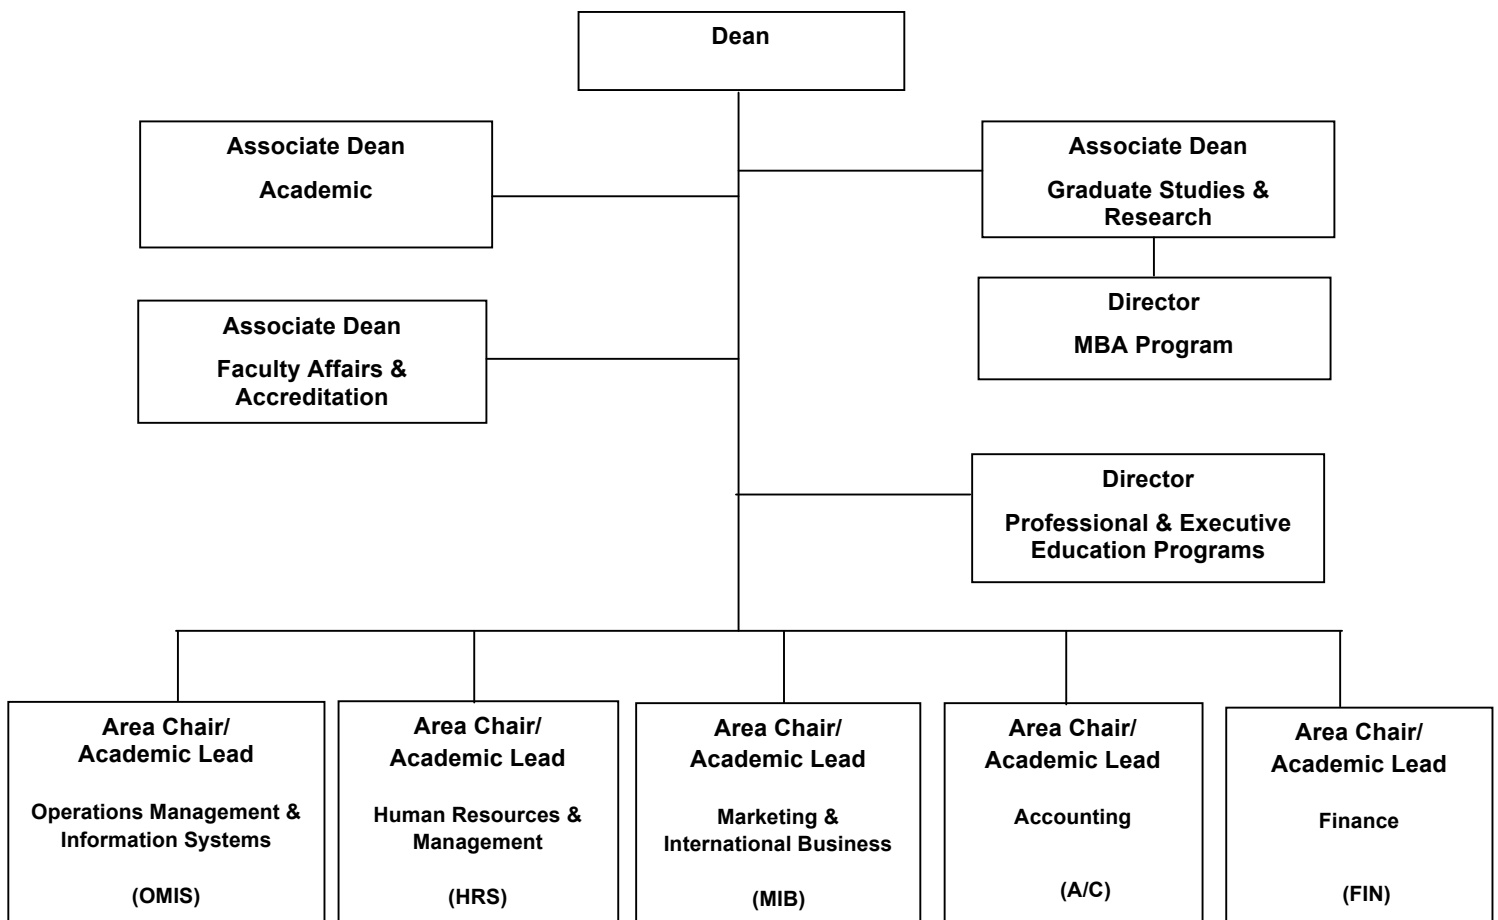 Dean
Associate Dean
Academic
Associate Dean
Graduate Studies &
Research
Director
MBA Program
Associate Dean
Faculty Affairs &
Accreditation
Director
Professional & Executive
Education Programs
Area Chair/
Academic Lead
Operations Management &
Information Systems
(OMIS)
Area Chair/
Academic Lead
Human Resources &
Management
(HRS)
Area Chair/
Academic Lead
Marketing &
International Business
(MIB)
Area Chair/
Academic Lead
Accounting
(A/C)
Area Chair/
Academic Lead
Finance
(FIN)